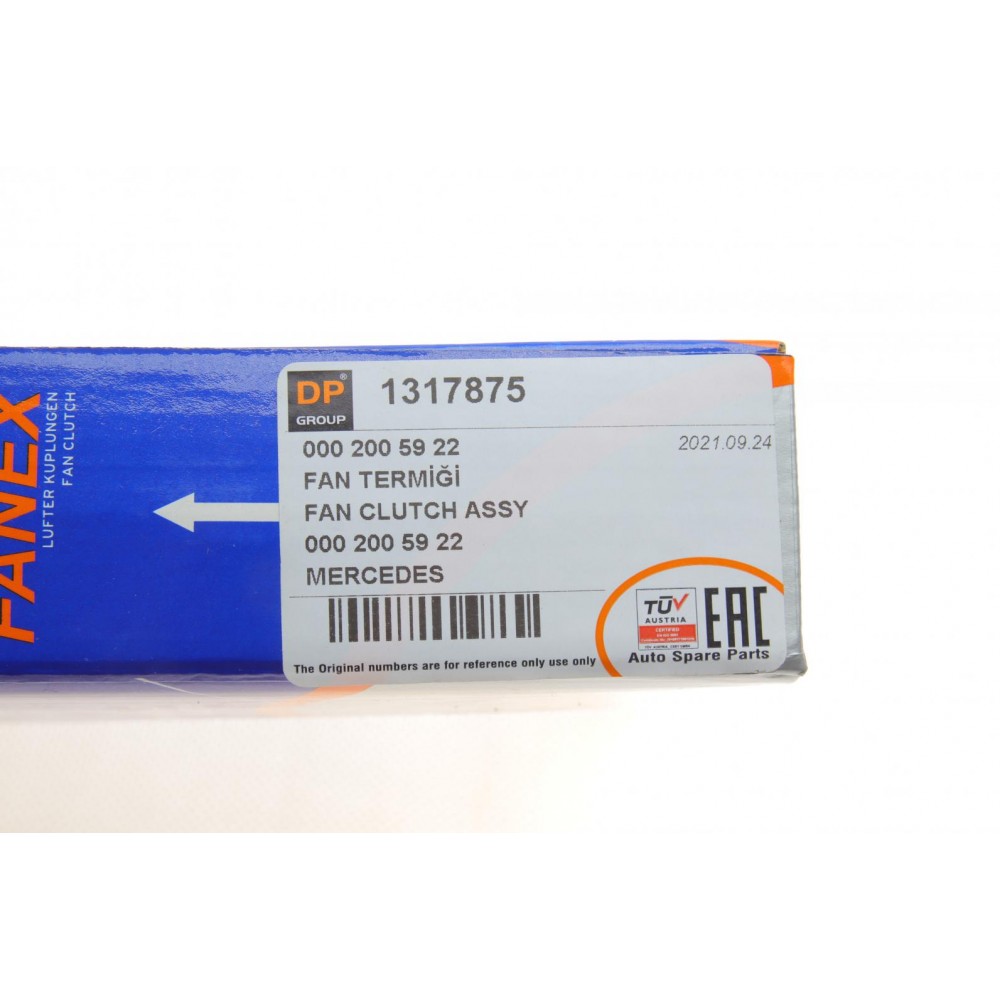 FANEX
LUFTER KUPLUNGEN
FAN CLUTCH
DP®
GROUP
1317875
000 200 59 22
2021.09.24
FAN TERMİĞİ
FAN CLUTCH ASSY
000 200 59 22
MERCEDES
TÜV
AUSTRIA
CERTIFIED
EAC
Auto Spare Parts
The Original numbers are for reference only use only